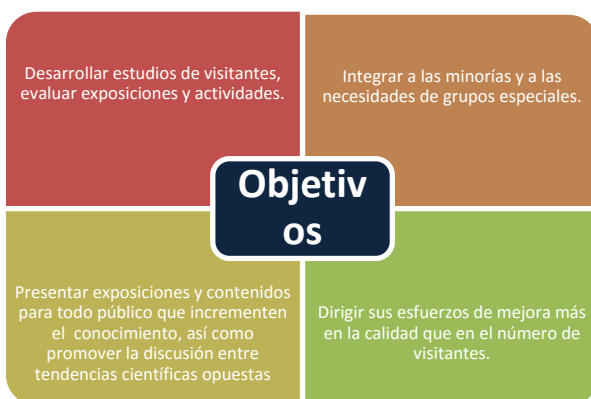 Desarrollar estudios de visitantes,
evaluar exposiciones y actividades.
Integrar a las minorías y a las
necesidades de grupos especiales.
Objetiv
os
Presentar exposiciones y contenidos
para todo público que incrementen
el conocimiento, así como
promover la discusión entre
tendencias científicas opuestas
Dirigir sus esfuerzos de mejora más
en la calidad que en el número de
visitantes.